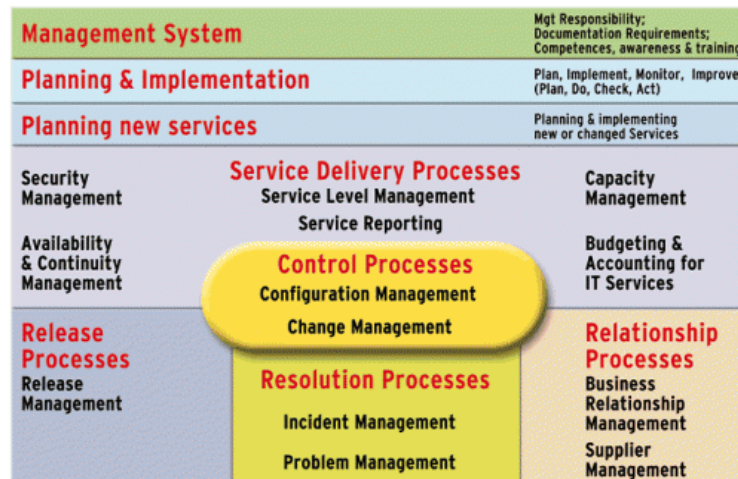 Management System
Mgt Responsibility;
Documentation Requirements;
Competences, awareness & training
Planning & Implementation
Plan, Implement, Monitor, Improve
(Plan, Do, Check, Act)
Planning new services
Planning & implementing
new or changed Services
Security
Management
Availability
& Continuity
Management
Service Delivery Processes
Service Level Management
Service Reporting
Capacity
Management
Budgeting &
Accounting for
IT Services
Control Processes
Configuration Management
Change Management
Release
Processes
Release
Management
Resolution Processes
Incident Management
Problem Management
Relationship
Processes
Business
Relationship
Management
Supplier
Management